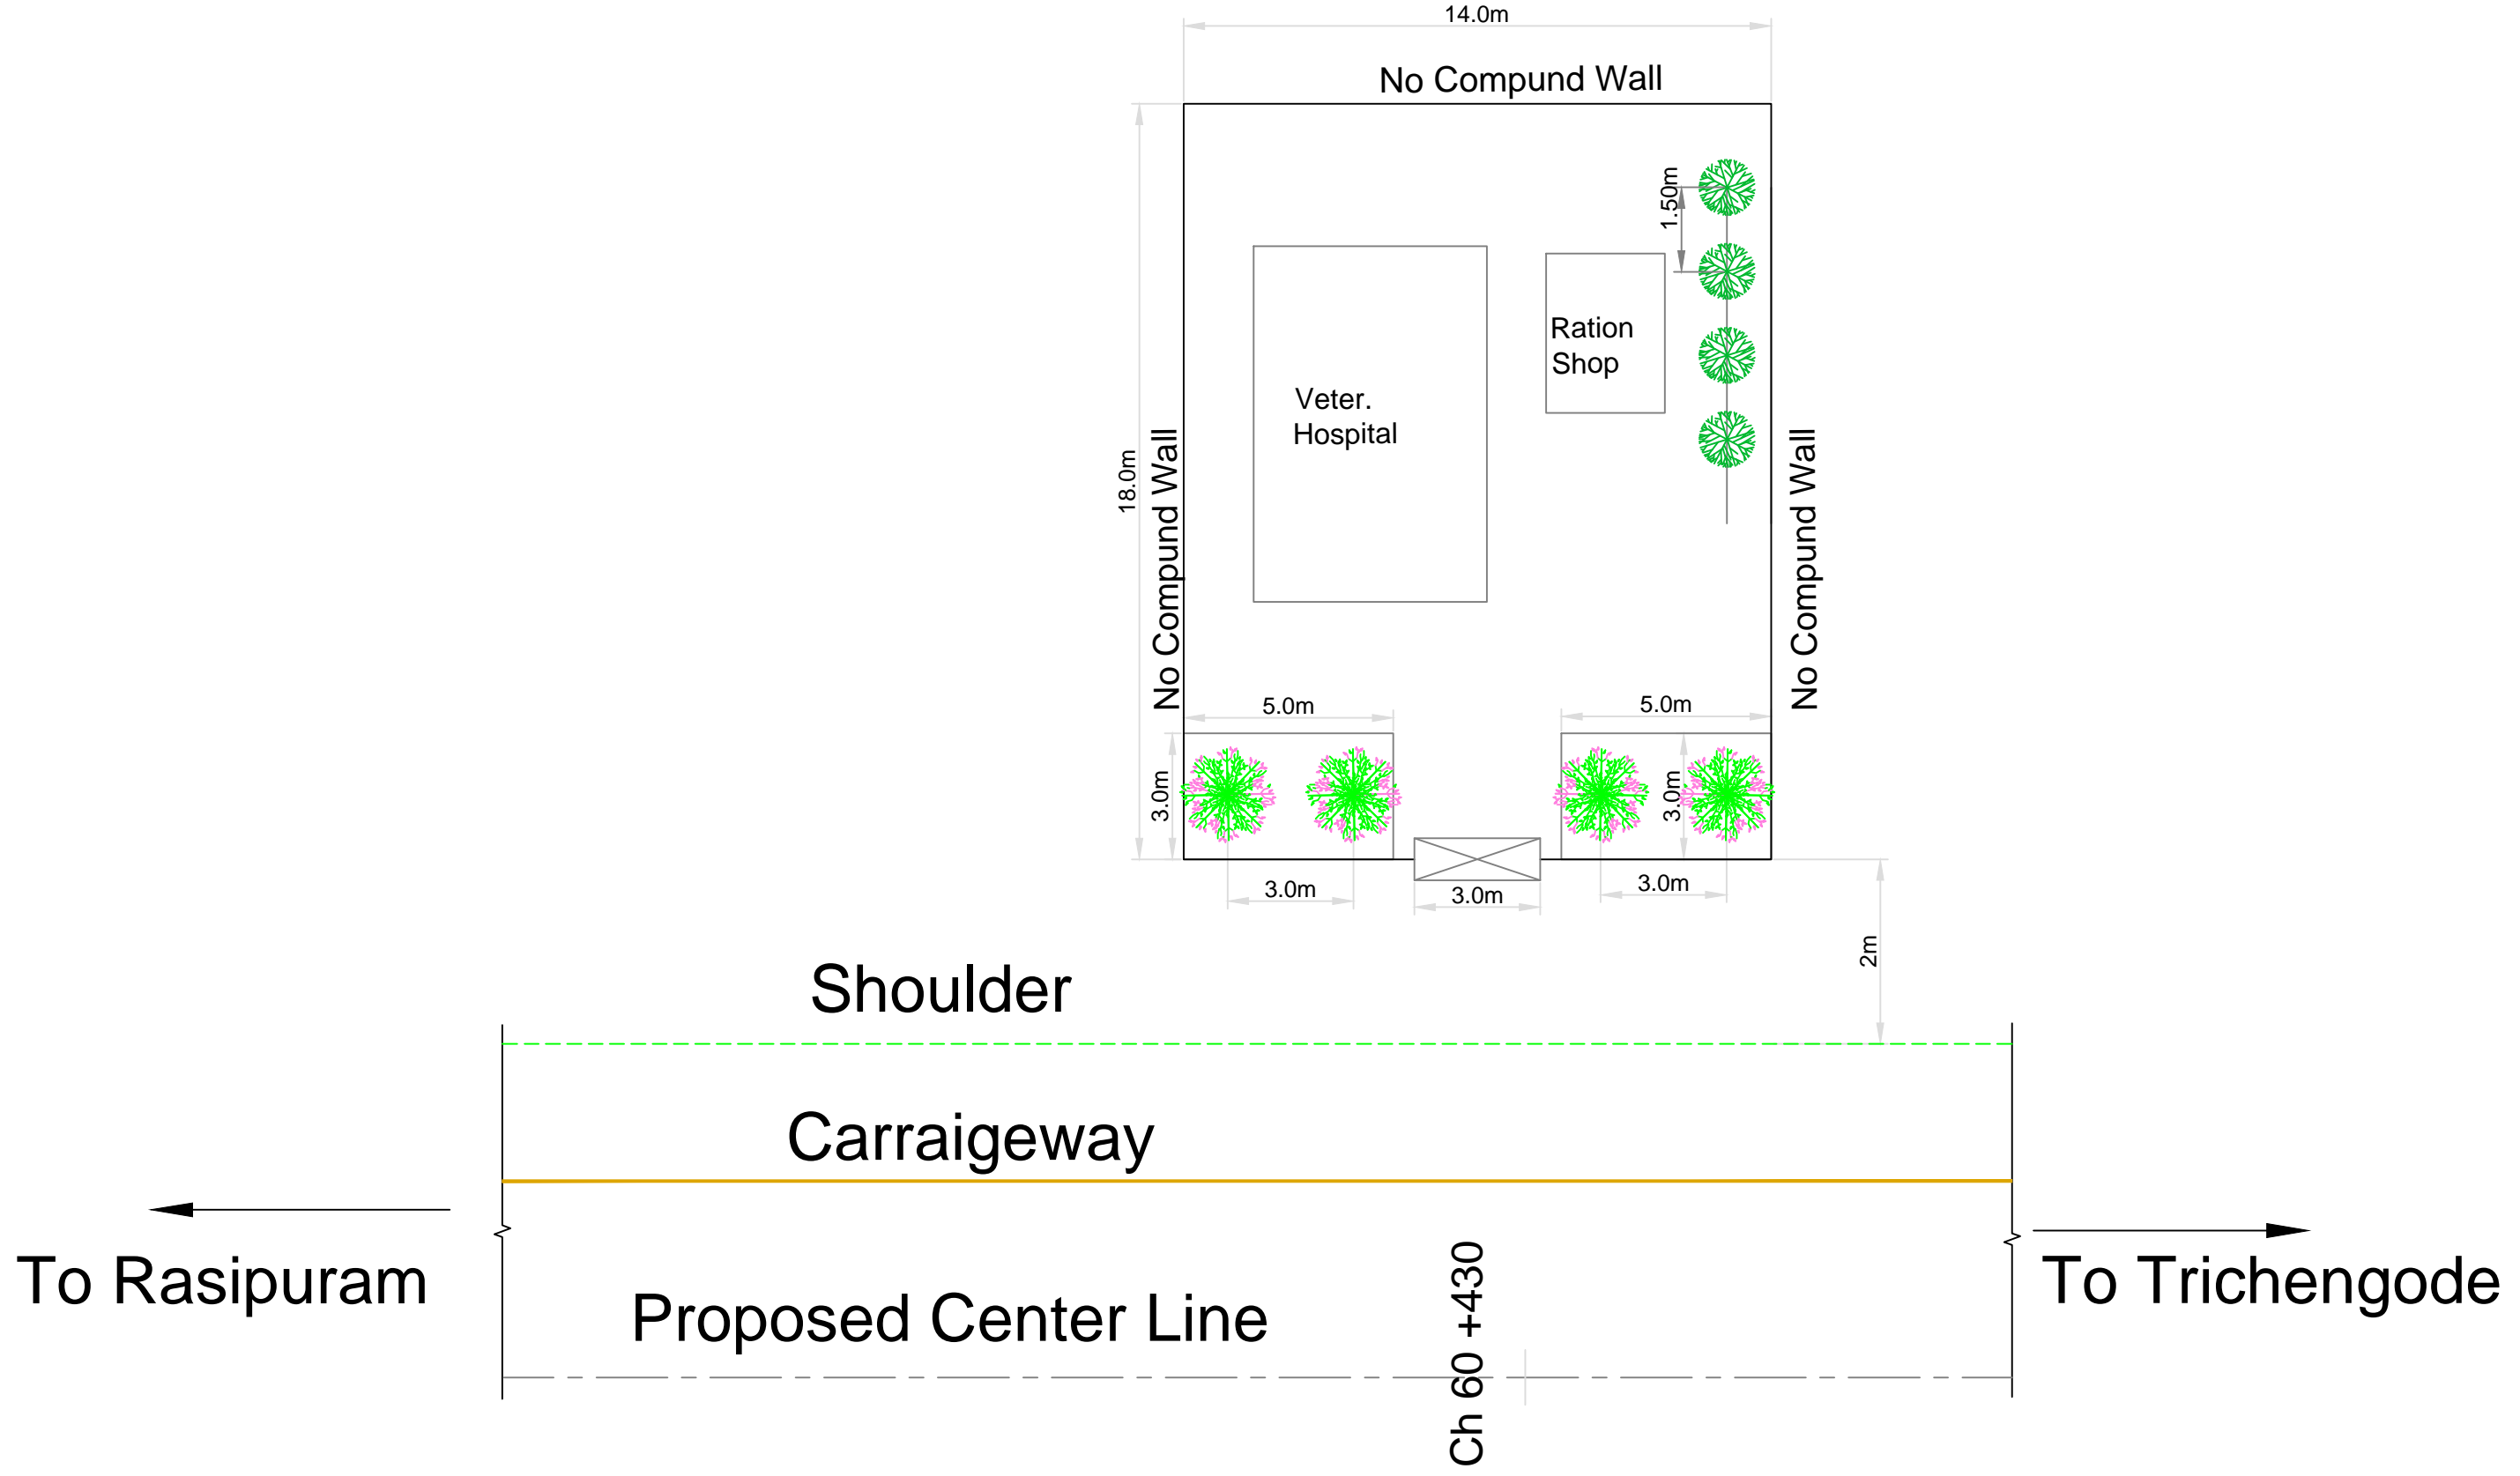 14.0m
No Compund Wall
1.50m
Ration
Shop
Veter.
Hospital
18.0m
No Compund Wall
No Compund Wall
5.0m
5.0m
3.0m
3.0m
3.0m
3.0m
3.0m
2m
Shoulder
Carraigeway
To Rasipuram
To Trichengode
Proposed Center Line
Ch 60 +430